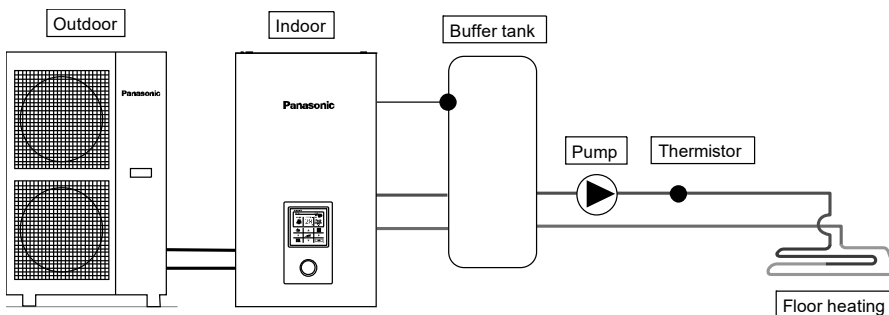 Outdoor
Indoor
Buffer tank
Panasonic
Panasonic
Pump
Thermistor
Floor heating